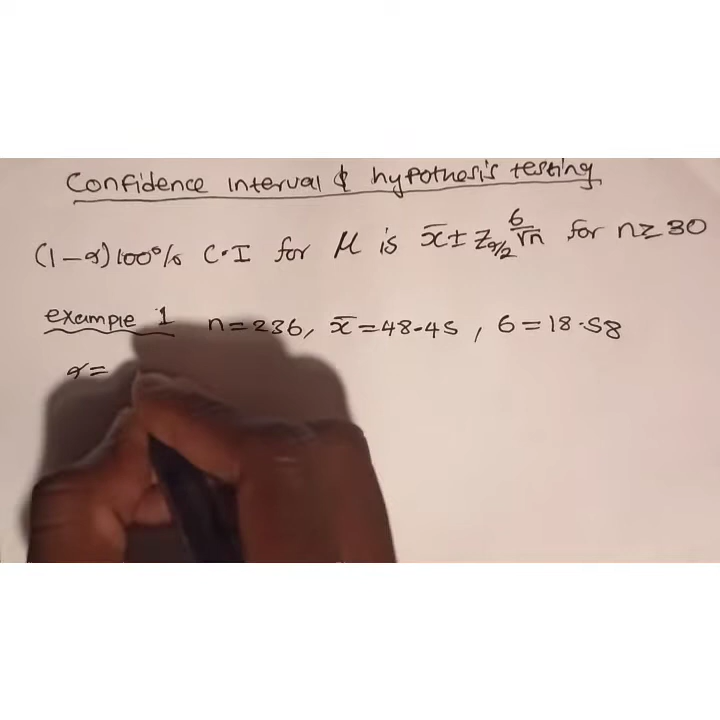 Confidence interval & hypothesis testing
(1-α)100% C.I for μ is x̄ ± Zα/2 σ/√n for n≥30
example 1 n=236, x̄=48.45, σ=18.58
α=